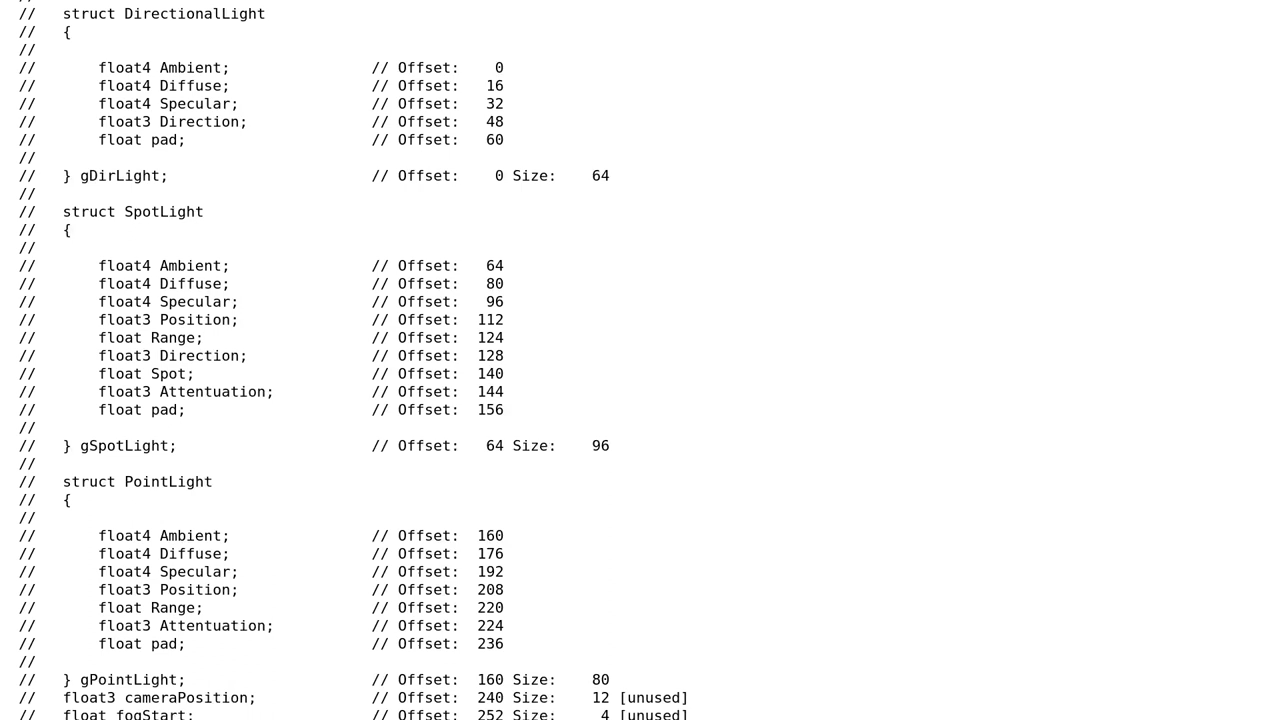 //   struct DirectionalLight
//   {
//
//       float4 Ambient;                // Offset:    0
//       float4 Diffuse;                // Offset:   16
//       float4 Specular;               // Offset:   32
//       float3 Direction;              // Offset:   48
//       float pad;                     // Offset:   60
//
//   } gDirLight;                       // Offset:    0 Size:    64
//
//   struct SpotLight
//   {
//
//       float4 Ambient;                // Offset:   64
//       float4 Diffuse;                // Offset:   80
//       float4 Specular;               // Offset:   96
//       float3 Position;               // Offset:  112
//       float Range;                   // Offset:  124
//       float3 Direction;              // Offset:  128
//       float Spot;                    // Offset:  140
//       float3 Attentuation;           // Offset:  144
//       float pad;                     // Offset:  156
//
//   } gSpotLight;                      // Offset:   64 Size:    96
//
//   struct PointLight
//   {
//
//       float4 Ambient;                // Offset:  160
//       float4 Diffuse;                // Offset:  176
//       float4 Specular;               // Offset:  192
//       float3 Position;               // Offset:  208
//       float Range;                   // Offset:  220
//       float3 Attentuation;           // Offset:  224
//       float pad;                     // Offset:  236
//
//   } gPointLight;                     // Offset:  160 Size:    80
//   float3 cameraPosition;             // Offset:  240 Size:    12 [unused]
//   float fogStart;                    // Offset:  252 Size:     4 [unused]